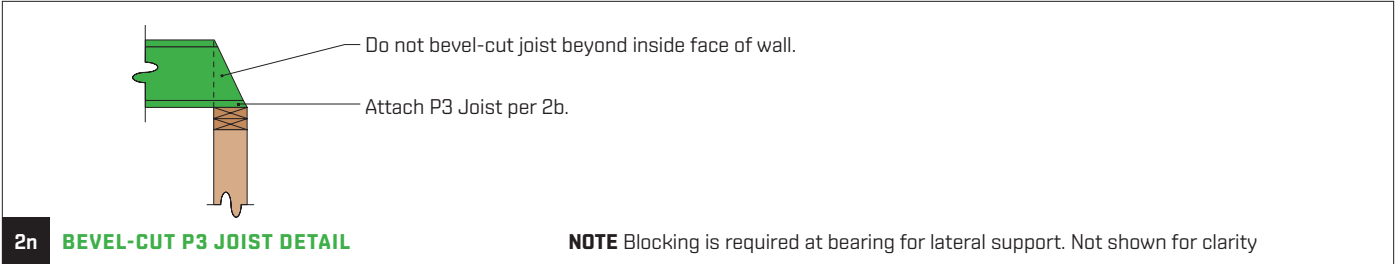 Do not bevel-cut joist beyond inside face of wall.
Attach P3 Joist per 2b.
2n BEVEL-CUT P3 JOIST DETAIL
NOTE Blocking is required at bearing for lateral support. Not shown for clarity